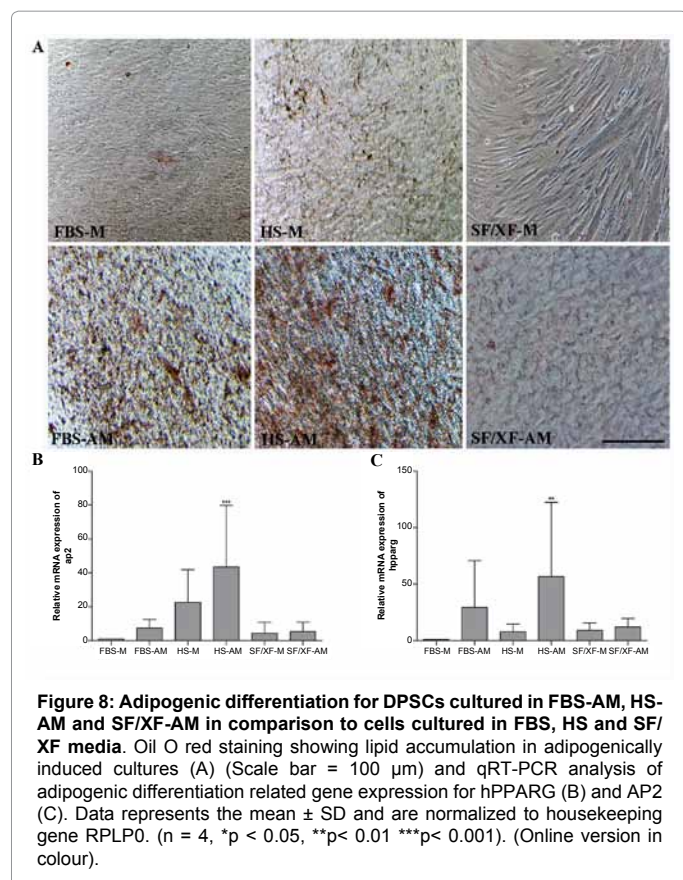 A
FBS-M HS-M SF/XF-M
FBS-AM HS-AM SF/XF-AM
B
100
80
60
40
20
0
Relative mRNA expression of
ap2
***
FBS-M FBS-AM HS-M HS-AM SF/XF-M SF/XF-AM
C
150
100
50
0
Relative mRNA expression of
hpparg
**
FBS-M FBS-AM HS-M HS-AM SF/XF-M SF/XF-AM
Figure 8: Adipogenic differentiation for DPSCs cultured in FBS-AM, HS-
AM and SF/XF-AM in comparison to cells cultured in FBS, HS and SF/
XF media. Oil O red staining showing lipid accumulation in adipogenically
induced cultures (A) (Scale bar = 100 µm) and qRT-PCR analysis of
adipogenic differentiation related gene expression for hPPARG (B) and AP2
(C). Data represents the mean ± SD and are normalized to housekeeping
gene RPLP0. (n = 4, *p < 0.05, **p< 0.01 ***p< 0.001). (Online version in
colour).